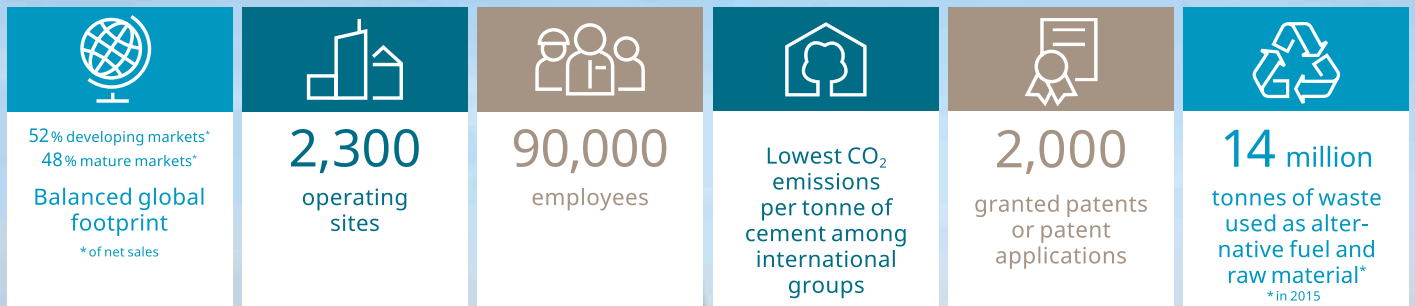 52% developing markets*
48% mature markets*
Balanced global
footprint
* of net sales
2,300
operating
sites
90,000
employees
Lowest CO₂
emissions
per tonne of
cement among
international
groups
2,000
granted patents
or patent
applications
14 million
tonnes of waste
used as alter-
native fuel and
raw material*
* in 2015